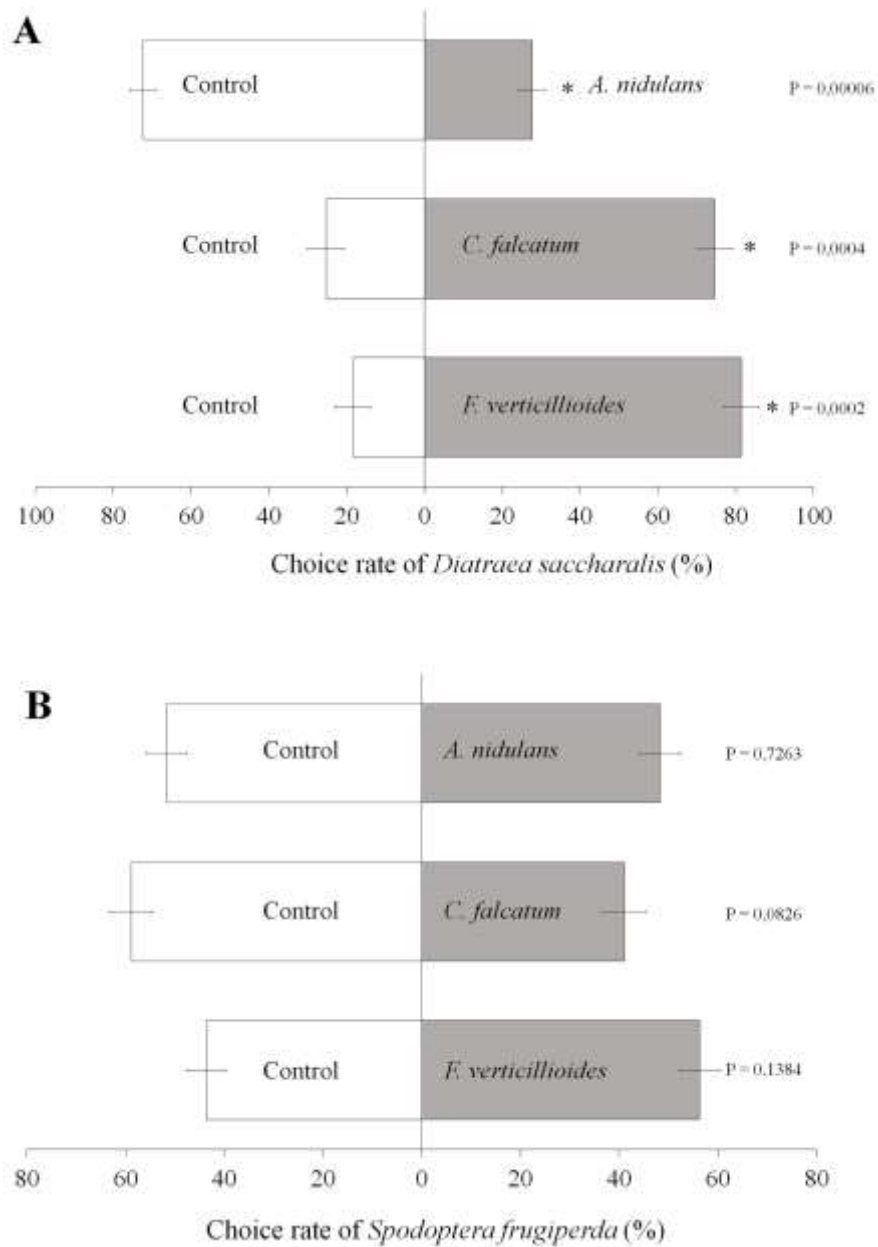 A
Control * A. nidulans P = 0,00006
Control C. falcatum * P = 0,0004
Control F. verticillioides * P = 0,0002
100 80 60 40 20 0 20 40 60 80 100
Choice rate of Diatraea saccharalis (%)
B
Control A. nidulans P = 0,7263
Control C. falcatum P = 0,0826
Control F. verticillioides P = 0.1384
80 60 40 20 0 20 40 60 80
Choice rate of Spodoptera frugiperda (%)